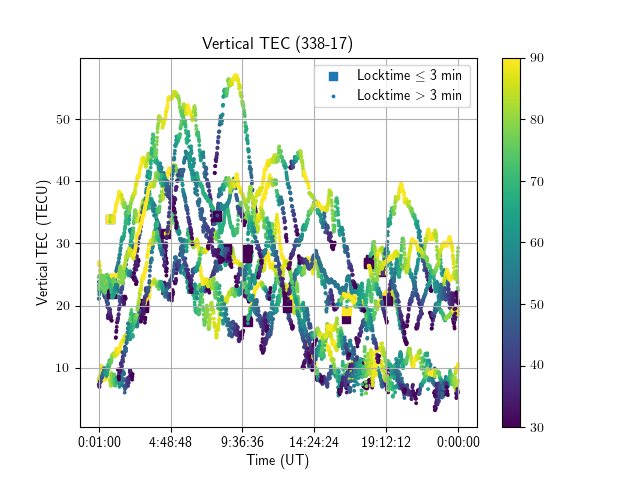 Vertical TEC (338-17)
Locktime ≤ 3 min
Locktime > 3 min
Vertical TEC (TECU)
50
40
30
20
10
0:01:00 4:48:48 9:36:36 14:24:24 19:12:12 0:00:00
Time (UT)
90
80
70
60
50
40
30